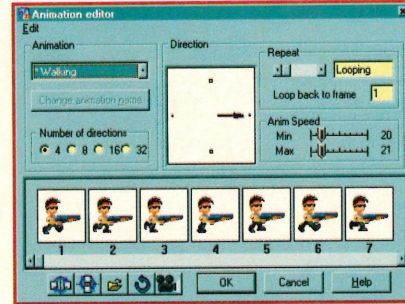 Animation editor
Edit
Animation
*Walking
Change animation name
Number of directions
4 8 16 32
Direction
Repeat
Looping
Loop back to frame 1
Anim Speed
Min 20
Max 21
1 2 3 4 5 6 7
OK Cancel Help